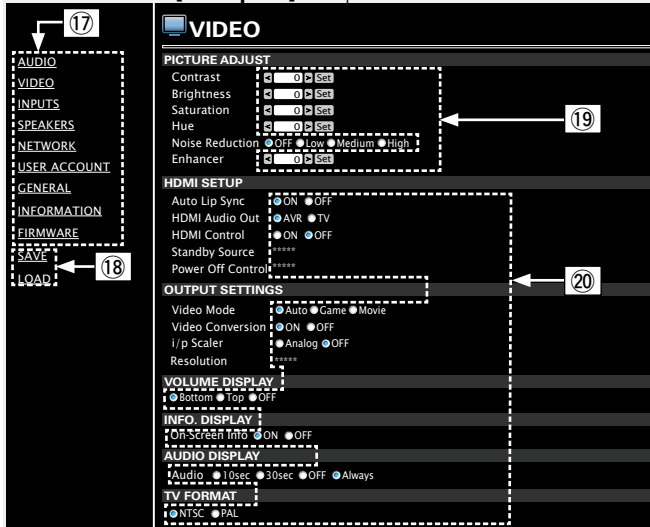 ⑰
AUDIO
VIDEO
INPUTS
SPEAKERS
NETWORK
USER ACCOUNT
GENERAL
INFORMATION
FIRMWARE
SAVE
LOAD
⑱
VIDEO
PICTURE ADJUST
Contrast < 0 > Set
Brightness < 0 > Set
Saturation < 0 > Set
Hue < 0 > Set
Noise Reduction OFF Low Medium High
Enhancer < 0 > Set
⑲
HDMI SETUP
Auto Lip Sync ON OFF
HDMI Audio Out AVR TV
HDMI Control ON OFF
Standby Source *****
Power Off Control *****
⑳
OUTPUT SETTINGS
Video Mode Auto Game Movie
Video Conversion ON OFF
i/p Scaler Analog OFF
Resolution *****
VOLUME DISPLAY
Bottom Top OFF
INFO. DISPLAY
On-Screen Info ON OFF
AUDIO DISPLAY
Audio 10sec 30sec OFF Always
TV FORMAT
NTSC PAL